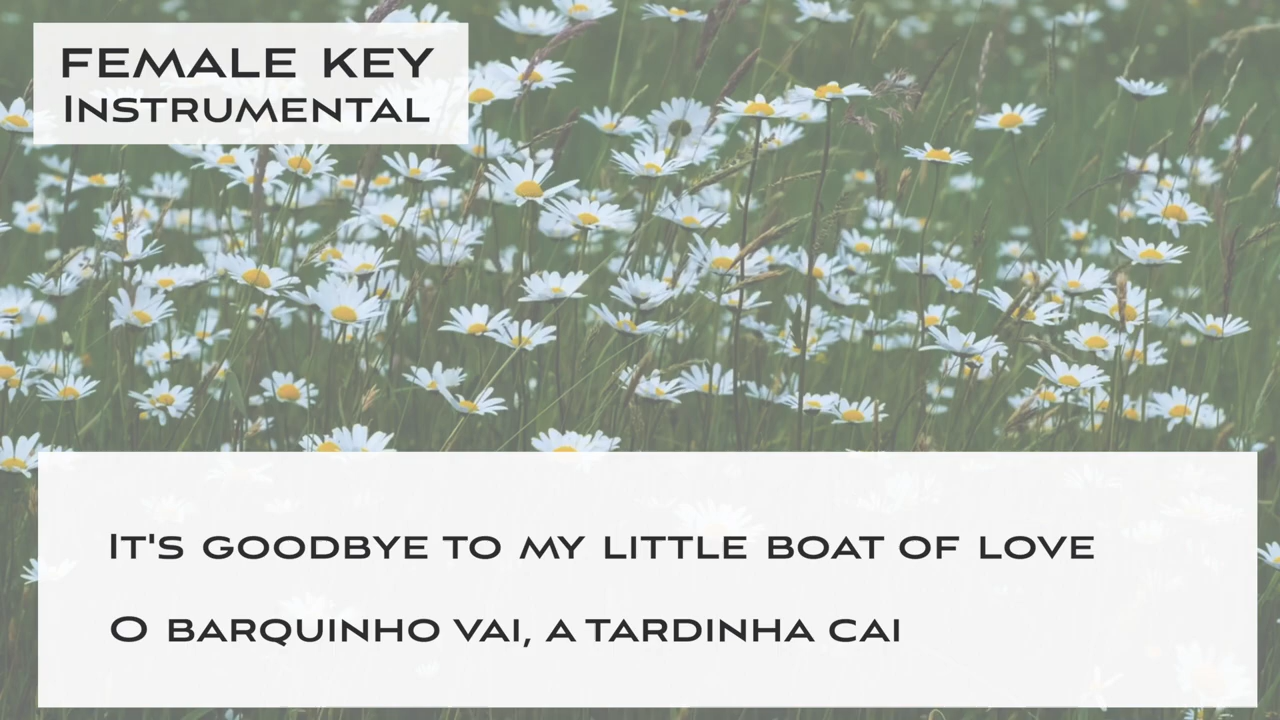 FEMALE KEY
INSTRUMENTAL
IT'S GOODBYE TO MY LITTLE BOAT OF LOVE
O BARQUINHO VAI, A TARDINHA CAI